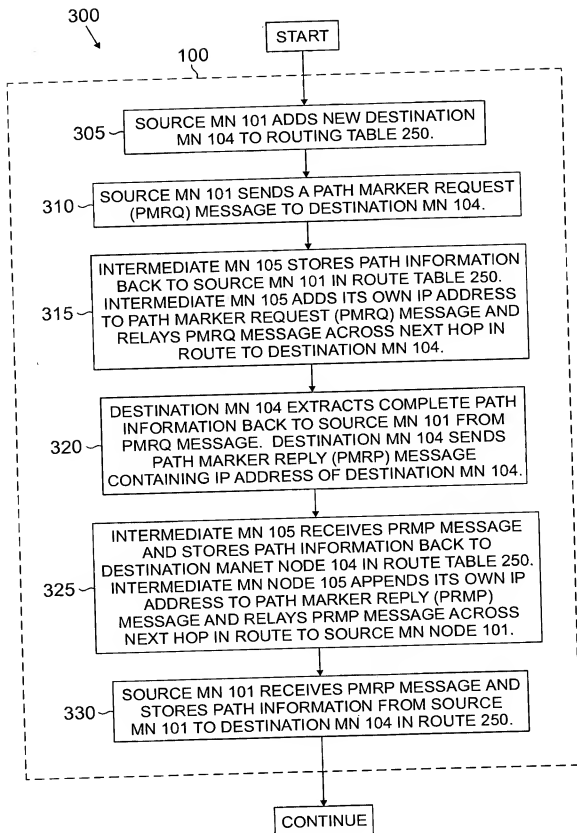 300
START
100
305
SOURCE MN 101 ADDS NEW DESTINATION
MN 104 TO ROUTING TABLE 250.
310
SOURCE MN 101 SENDS A PATH MARKER REQUEST
(PMRQ) MESSAGE TO DESTINATION MN 104.
315
INTERMEDIATE MN 105 STORES PATH INFORMATION
BACK TO SOURCE MN 101 IN ROUTE TABLE 250.
INTERMEDIATE MN 105 ADDS ITS OWN IP ADDRESS
TO PATH MARKER REQUEST (PMRQ) MESSAGE AND
RELAYS PMRQ MESSAGE ACROSS NEXT HOP IN
ROUTE TO DESTINATION MN 104.
320
DESTINATION MN 104 EXTRACTS COMPLETE PATH
INFORMATION BACK TO SOURCE MN 101 FROM
PMRQ MESSAGE. DESTINATION MN 104 SENDS
PATH MARKER REPLY (PMRP) MESSAGE
CONTAINING IP ADDRESS OF DESTINATION MN 104.
325
INTERMEDIATE MN 105 RECEIVES PRMP MESSAGE
AND STORES PATH INFORMATION BACK TO
DESTINATION MANET NODE 104 IN ROUTE TABLE 250.
INTERMEDIATE MN NODE 105 APPENDS ITS OWN IP
ADDRESS TO PATH MARKER REPLY (PRMP)
MESSAGE AND RELAYS PRMP MESSAGE ACROSS
NEXT HOP IN ROUTE TO SOURCE MN NODE 101.
330
SOURCE MN 101 RECEIVES PMRP MESSAGE AND
STORES PATH INFORMATION FROM SOURCE
MN 101 TO DESTINATION MN 104 IN ROUTE 250.
CONTINUE